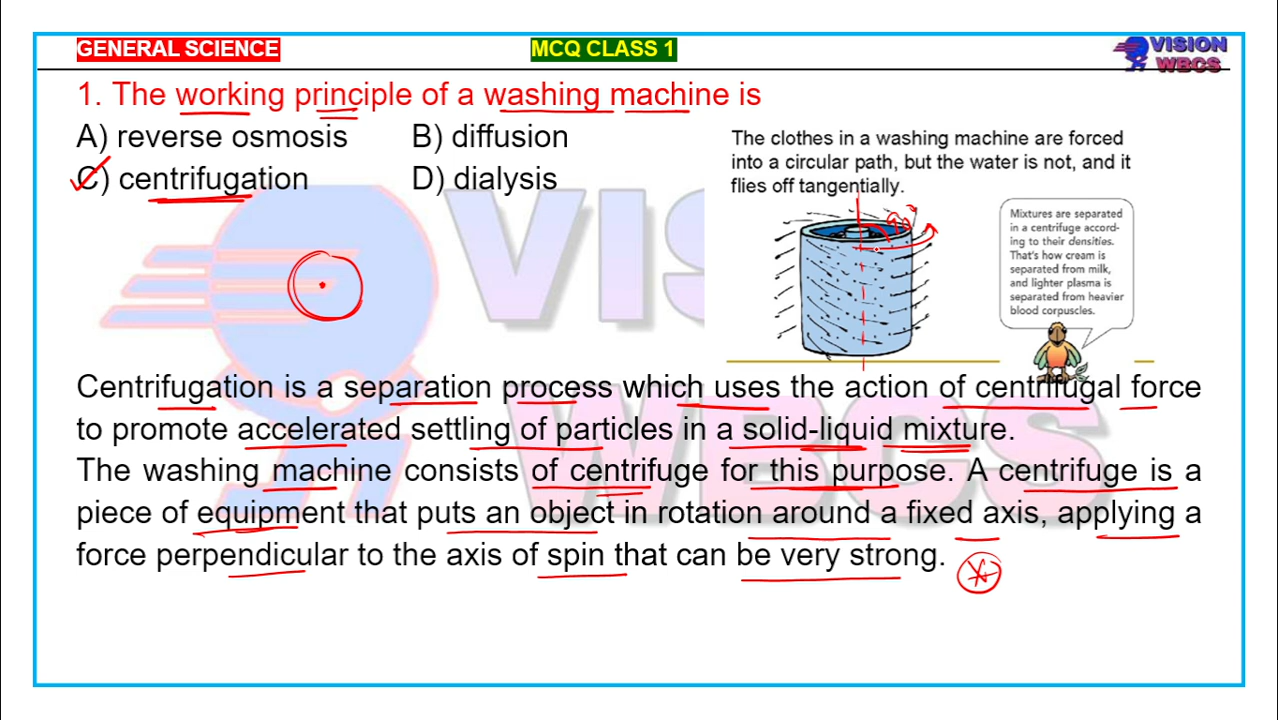 GENERAL SCIENCE
MCQ CLASS 1
VISION
WBCS
1. The working principle of a washing machine is
A) reverse osmosis B) diffusion
C) centrifugation D) dialysis
The clothes in a washing machine are forced
into a circular path, but the water is not, and it
flies off tangentially.
90°
Mixtures are separated
in a centrifuge accord-
ing to their densities.
That's how cream is
separated from milk,
and lighter plasma is
separated from heavier
blood corpuscles.
VIS
WBCS
Centrifugation is a separation process which uses the action of centrifugal force
to promote accelerated settling of particles in a solid-liquid mixture.
The washing machine consists of centrifuge for this purpose. A centrifuge is a
piece of equipment that puts an object in rotation around a fixed axis, applying a
force perpendicular to the axis of spin that can be very strong.